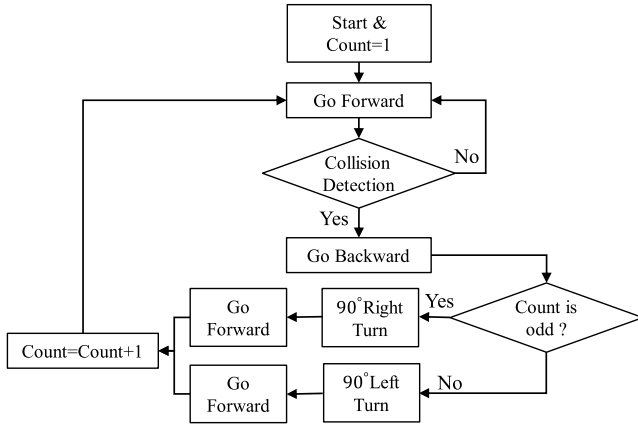 Start &
Count=1
Go Forward
Collision
Detection
No
Yes
Go Backward
Count is
odd ?
Yes
90°Right
Turn
Go
Forward
Count=Count+1
No
90°Left
Turn
Go
Forward